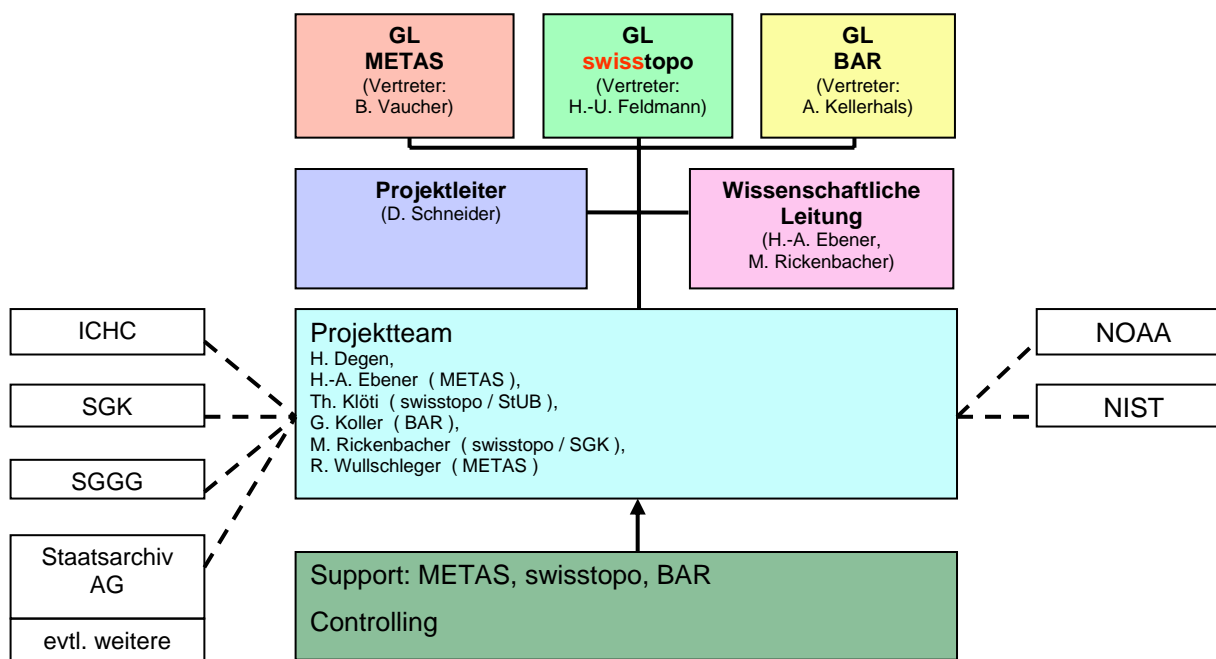 GL
METAS
(Vertreter:
B. Vaucher)
GL
swisstopo
(Vertreter:
H.-U. Feldmann)
GL
BAR
(Vertreter:
A. Kellerhals)
Projektleiter
(D. Schneider)
Wissenschaftliche
Leitung
(H.-A. Ebener,
M. Rickenbacher)
ICHC
SGK
SGGG
Staatsarchiv
AG
evtl. weitere
Projektteam
H. Degen,
H.-A. Ebener ( METAS ),
Th. Klöti ( swisstopo / StUB ),
G. Koller ( BAR ),
M. Rickenbacher ( swisstopo / SGK ),
R. Wullschleger ( METAS )
NOAA
NIST
Support: METAS, swisstopo, BAR
Controlling